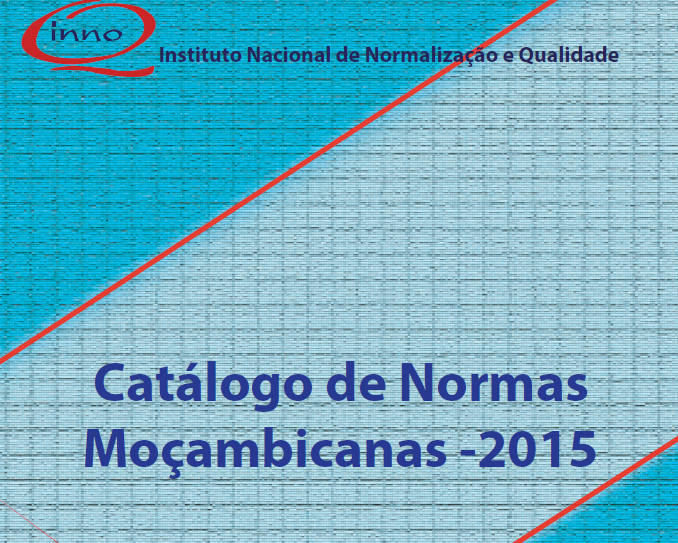 inno
Instituto Nacional de Normalização e Qualidade
Catálogo de Normas
Moçambicanas -2015